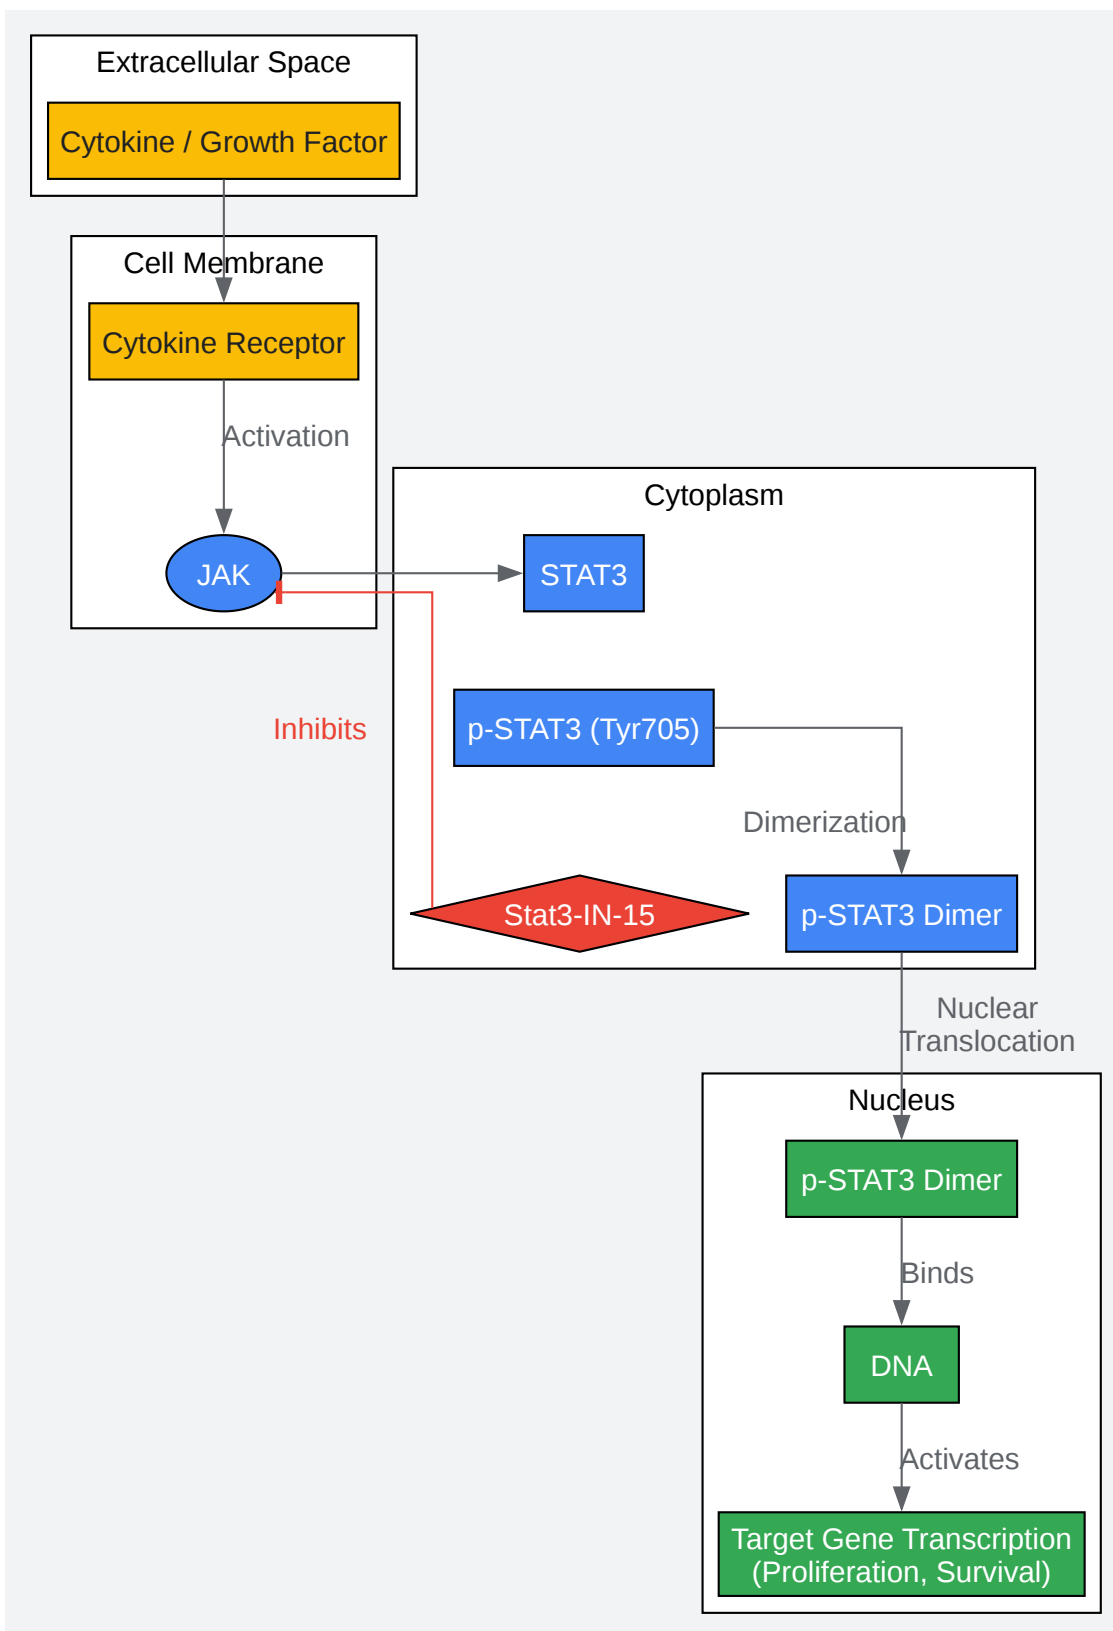 Extracellular Space
Cytokine / Growth Factor
Cell Membrane
Cytokine Receptor
Activation
JAK
Cytoplasm
STAT3
Inhibits
p-STAT3 (Tyr705)
Dimerization
Stat3-IN-15
p-STAT3 Dimer
Nuclear
Translocation
Nucleus
p-STAT3 Dimer
Binds
DNA
Activates
Target Gene Transcription
(Proliferation, Survival)